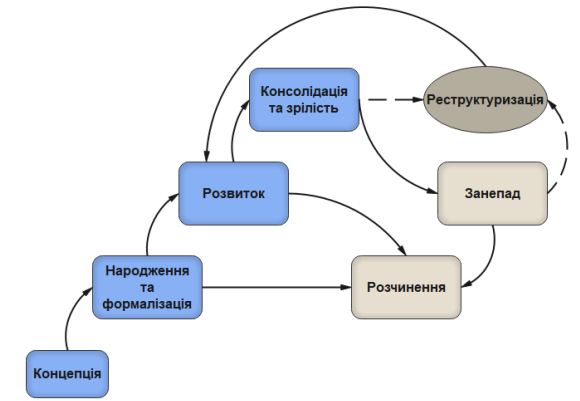 Консолідація
та зрілість
Реструктуризація
Розвиток
Занепад
Народження
та
формалізація
Розчинення
Концепція